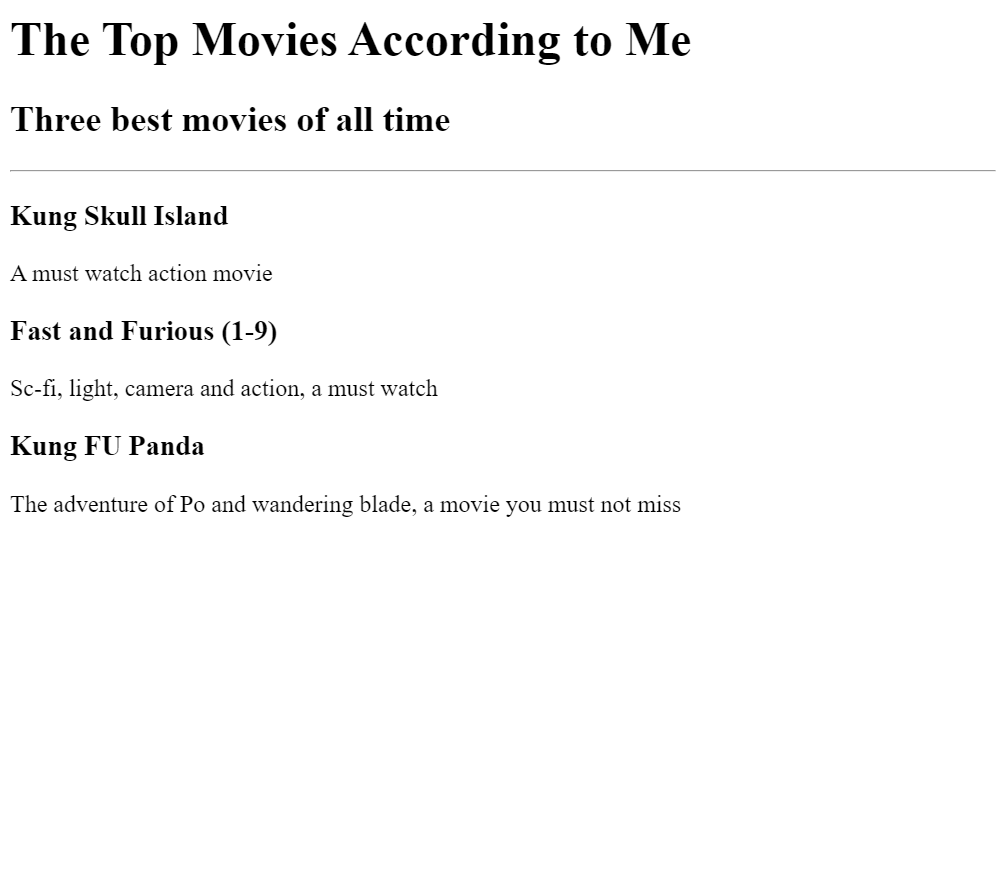 The Top Movies According to Me
Three best movies of all time
Kung Skull Island
A must watch action movie
Fast and Furious (1-9)
Sc-fi, light, camera and action, a must watch
Kung FU Panda
The adventure of Po and wandering blade, a movie you must not miss